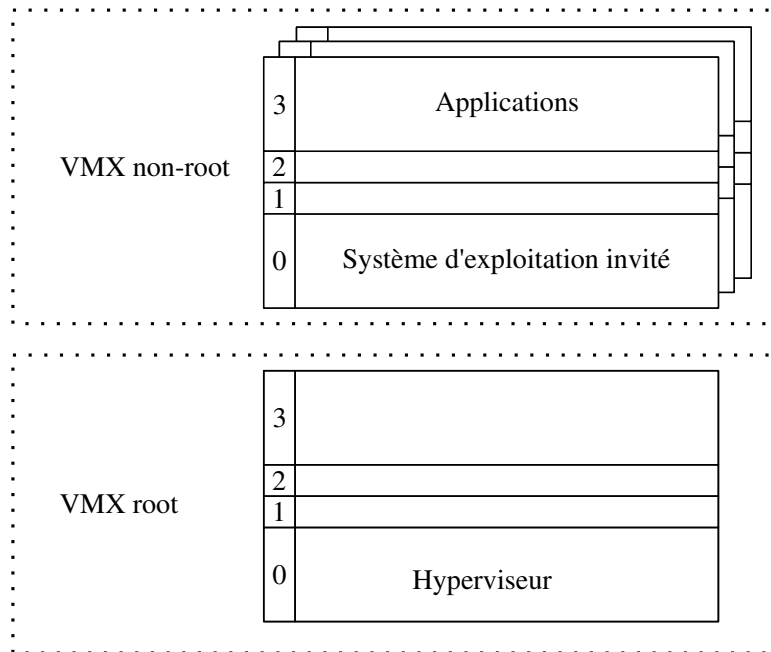 3 Applications
VMX non-root 2
1
0 Système d'exploitation invité
3
2
VMX root 1
0 Hyperviseur